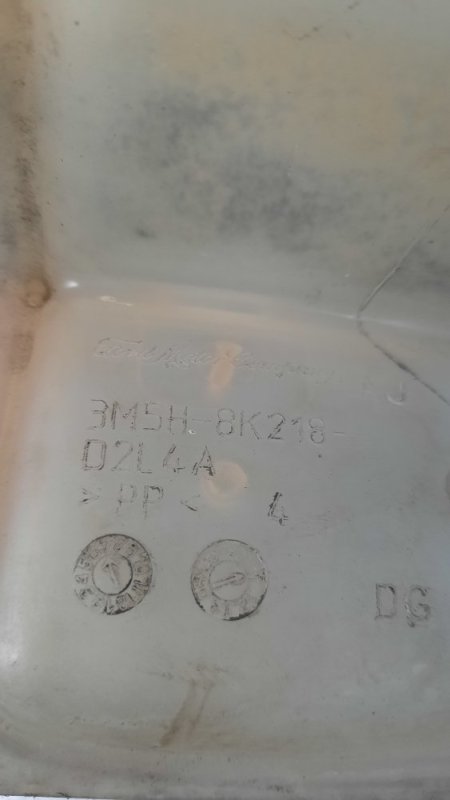 Ford Motor Company
3M5H-8K218-
D2L4A
>PP< 4
DG